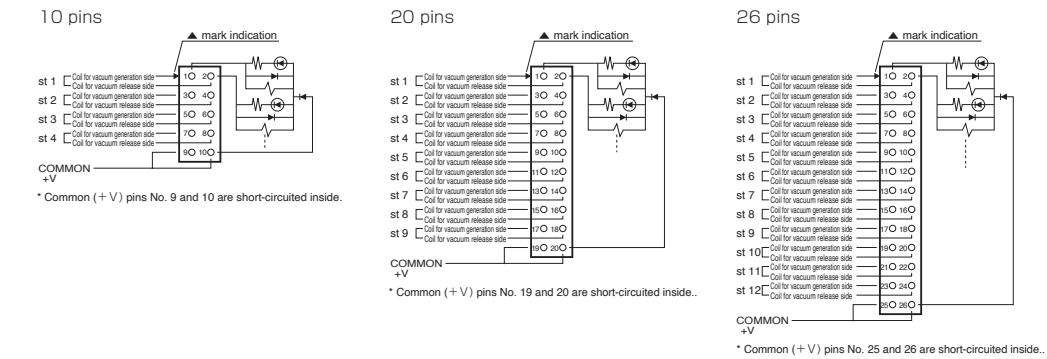 10 pins
▲ mark indication
st 1 Coil for vacuum generation side 1 2
Coil for vacuum release side
st 2 Coil for vacuum generation side 3 4
Coil for vacuum release side
st 3 Coil for vacuum generation side 5 6
Coil for vacuum release side
st 4 Coil for vacuum generation side 7 8
Coil for vacuum release side
9 10
COMMON
+V
* Common (+V) pins No. 9 and 10 are short-circuited inside.
20 pins
▲ mark indication
st 1 Coil for vacuum generation side 1 2
Coil for vacuum release side
st 2 Coil for vacuum generation side 3 4
Coil for vacuum release side
st 3 Coil for vacuum generation side 5 6
Coil for vacuum release side
st 4 Coil for vacuum generation side 7 8
Coil for vacuum release side
st 5 Coil for vacuum generation side 9 10
Coil for vacuum release side
st 6 Coil for vacuum generation side 11 12
Coil for vacuum release side
st 7 Coil for vacuum generation side 13 14
Coil for vacuum release side
st 8 Coil for vacuum generation side 15 16
Coil for vacuum release side
st 9 Coil for vacuum generation side 17 18
Coil for vacuum release side
19 20
COMMON
+V
* Common (+V) pins No. 19 and 20 are short-circuited inside..
26 pins
▲ mark indication
st 1 Coil for vacuum generation side 1 2
Coil for vacuum release side
st 2 Coil for vacuum generation side 3 4
Coil for vacuum release side
st 3 Coil for vacuum generation side 5 6
Coil for vacuum release side
st 4 Coil for vacuum generation side 7 8
Coil for vacuum release side
st 5 Coil for vacuum generation side 9 10
Coil for vacuum release side
st 6 Coil for vacuum generation side 11 12
Coil for vacuum release side
st 7 Coil for vacuum generation side 13 14
Coil for vacuum release side
st 8 Coil for vacuum generation side 15 16
Coil for vacuum release side
st 9 Coil for vacuum generation side 17 18
Coil for vacuum release side
st 10 Coil for vacuum generation side 19 20
Coil for vacuum release side
st 11 Coil for vacuum generation side 21 22
Coil for vacuum release side
st 12 Coil for vacuum generation side 23 24
Coil for vacuum release side
25 26
COMMON
+V
* Common (+V) pins No. 25 and 26 are short-circuited inside..